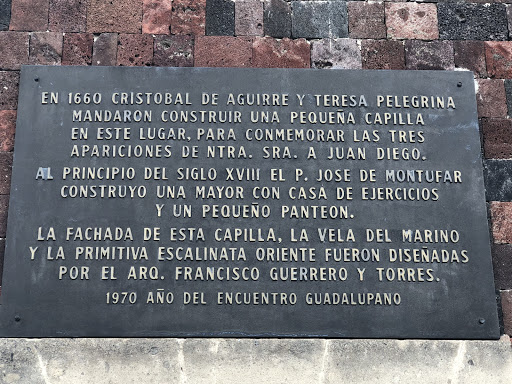 EN 1660 CRISTOBAL DE AGUIRRE Y TERESA PELEGRINA
MANDARON CONSTRUIR UNA PEQUEÑA CAPILLA
EN ESTE LUGAR, PARA CONMEMORAR LAS TRES
APARICIONES DE NTRA. SRA. A JUAN DIEGO.
AL PRINCIPIO DEL SIGLO XVIII EL P. JOSE DE MONTUFAR
CONSTRUYO UNA MAYOR CON CASA DE EJERCICIOS
Y UN PEQUEÑO PANTEON.
LA FACHADA DE ESTA CAPILLA, LA VELA DEL MARINO
Y LA PRIMITIVA ESCALINATA ORIENTE FUERON DISEÑADAS
POR EL ARQ. FRANCISCO GUERRERO Y TORRES.
1970 AÑO DEL ENCUENTRO GUADALUPANO